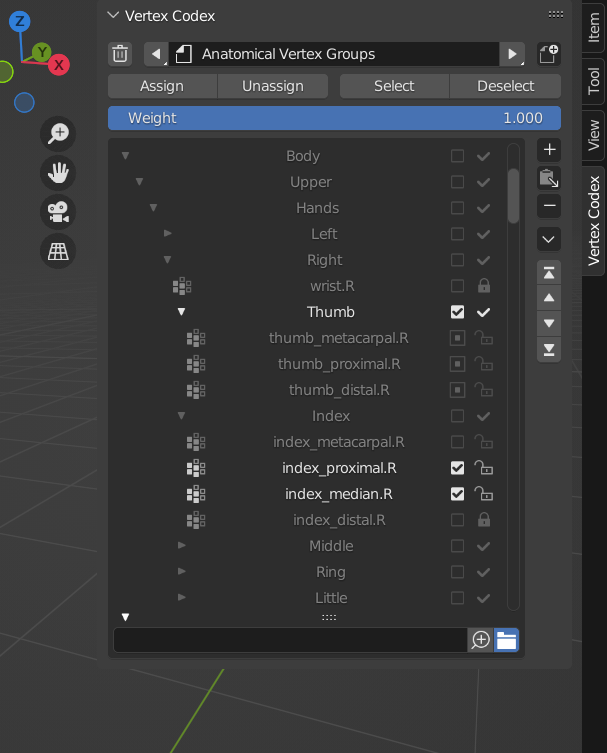 Vertex Codex
Z
Y
X
Anatomical Vertex Groups
Assign
Unassign
Select
Deselect
Weight
1.000
Body
Upper
Hands
Left
Right
wrist.R
Thumb
thumb_metacarpal.R
thumb_proximal.R
thumb_distal.R
Index
index_metacarpal.R
index_proximal.R
index_median.R
index_distal.R
Middle
Ring
Little
Item
Tool
View
Vertex Codex